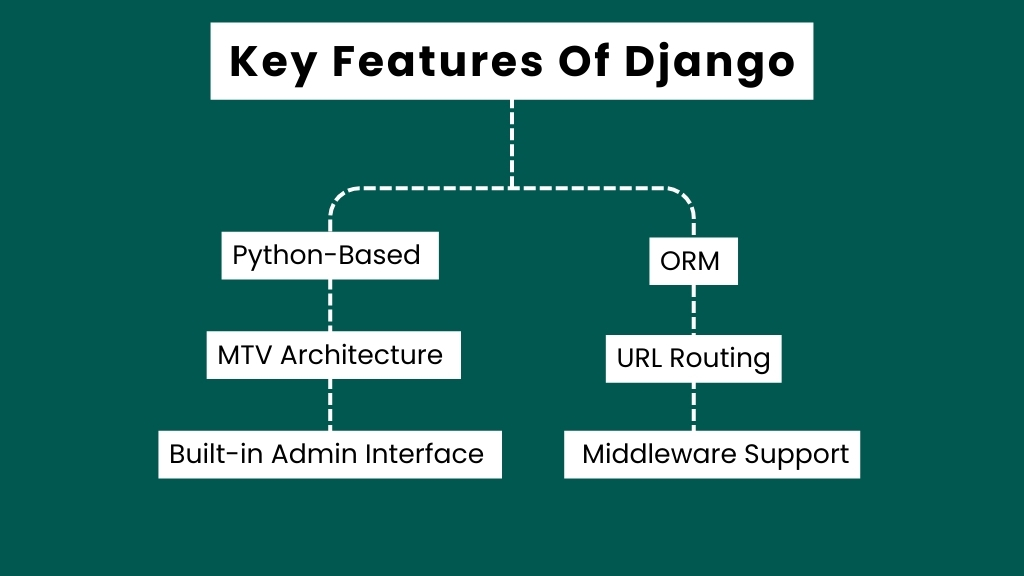 Key Features Of Django
Python-Based
MTV Architecture
Built-in Admin Interface
ORM
URL Routing
Middleware Support